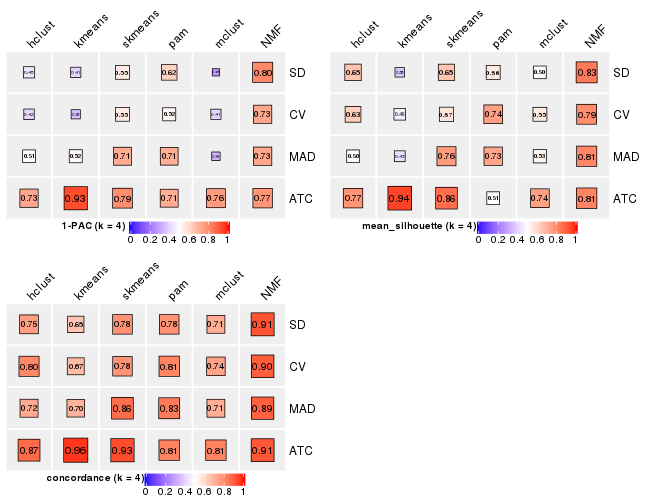 hclust kmeans skmeans pam mclust NMF
0.55 0.62 0.80 SD
0.55 0.52 0.73 CV
0.51 0.52 0.71 0.71 0.73 MAD
0.73 0.93 0.79 0.71 0.76 0.77 ATC
1-PAC (k = 4)
0 0.2 0.4 0.6 0.8 1
hclust kmeans skmeans pam mclust NMF
0.65 0.65 0.56 0.50 0.83 SD
0.63 0.57 0.74 0.55 0.79 CV
0.50 0.76 0.73 0.53 0.81 MAD
0.77 0.94 0.86 0.51 0.74 0.81 ATC
mean_silhouette (k = 4)
0 0.2 0.4 0.6 0.8 1
hclust kmeans skmeans pam mclust NMF
0.75 0.65 0.78 0.78 0.71 0.91 SD
0.80 0.67 0.78 0.81 0.74 0.90 CV
0.72 0.70 0.86 0.83 0.71 0.89 MAD
0.87 0.96 0.93 0.81 0.81 0.91 ATC
concordance (k = 4)
0 0.2 0.4 0.6 0.8 1